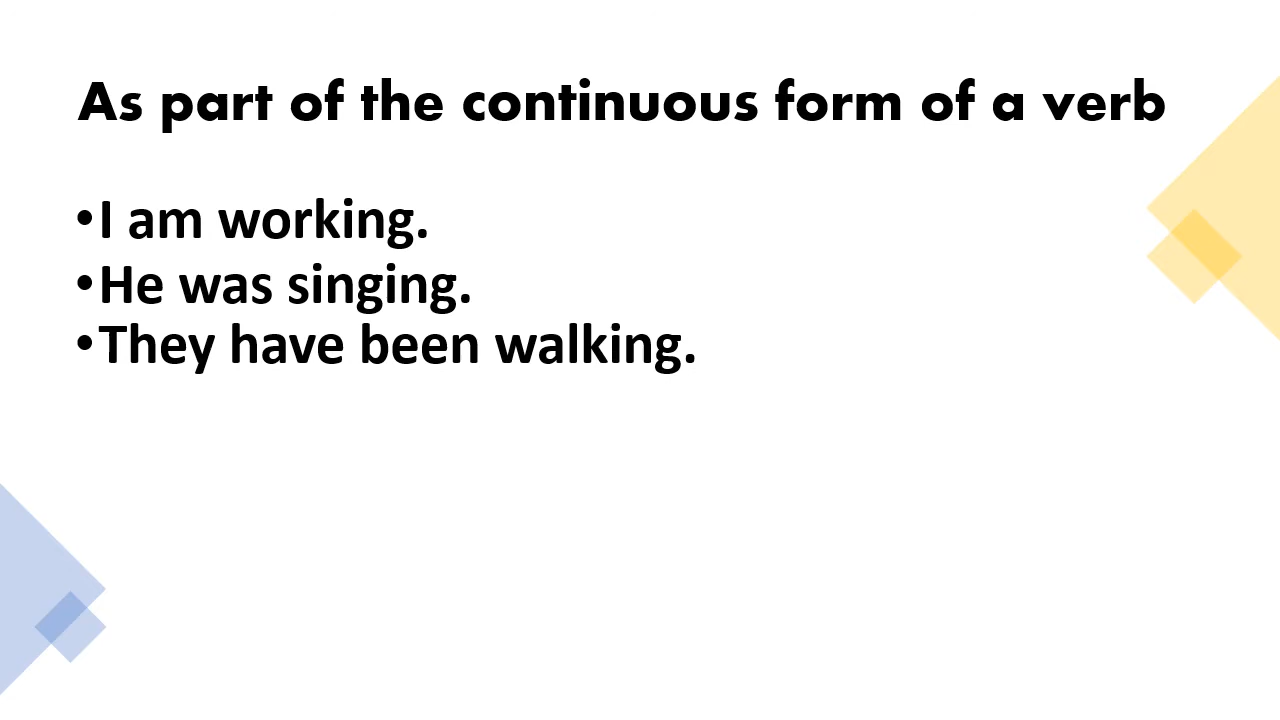 As part of the continuous form of a verb
•I am working.
•He was singing.
•They have been walking.